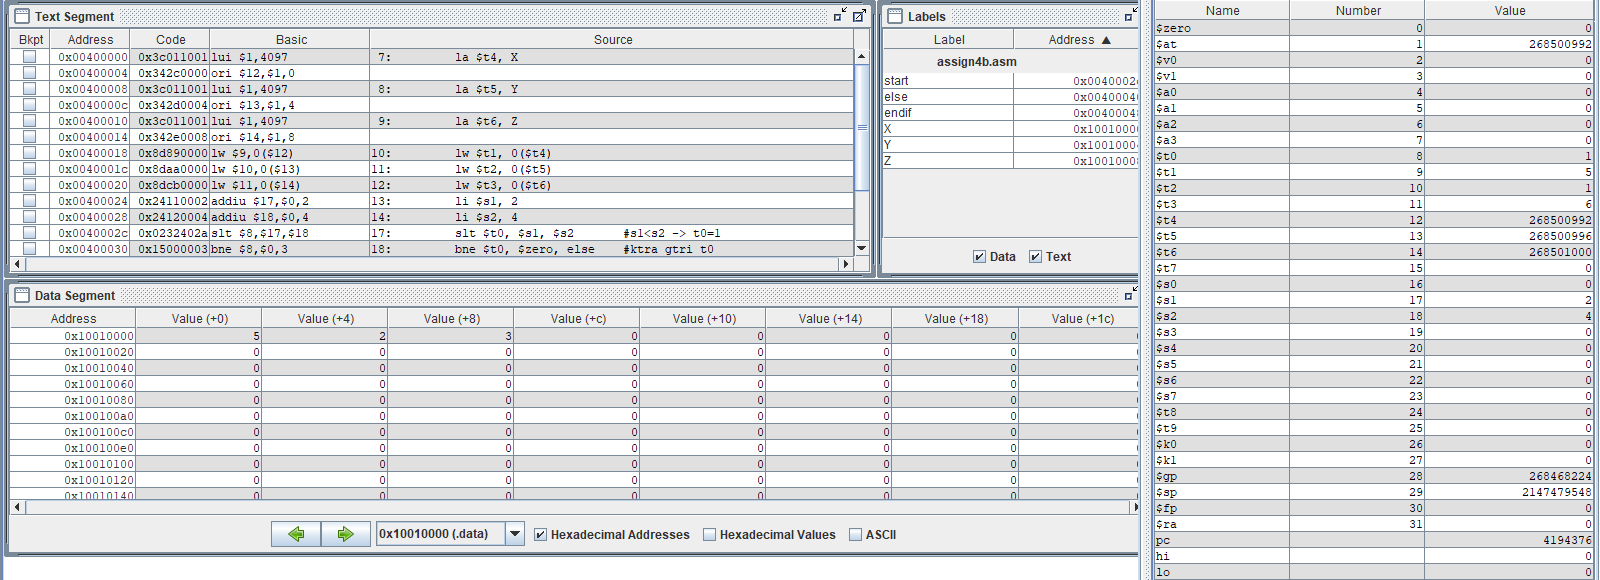 Text Segment
Bkpt Address Code Basic Source
0x00400000 0x3c011001 lui $1,4097 7: la $t4, X
0x00400004 0x342c0000 ori $12,$1,0
0x00400008 0x3c011001 lui $1,4097 8: la $t5, Y
0x0040000c 0x342d0004 ori $13,$1,4
0x00400010 0x3c011001 lui $1,4097 9: la $t6, Z
0x00400014 0x342e0008 ori $14,$1,8
0x00400018 0x8d890000 lw $9,0($12) 10: lw $t1, 0($t4)
0x0040001c 0x8daa0000 lw $10,0($13) 11: lw $t2, 0($t5)
0x00400020 0x8dcb0000 lw $11,0($14) 12: lw $t3, 0($t6)
0x00400024 0x24110002 addiu $17,$0,2 13: li $s1, 2
0x00400028 0x24120004 addiu $18,$0,4 14: li $s2, 4
0x0040002c 0x0232402a slt $8,$17,$18 17: slt $t0, $s1, $s2 #s1<s2 -> t0=1
0x00400030 0x15000003 bne $8,$0,3 18: bne $t0, $zero, else #ktra gtri t0
Labels
Label Address ▲
assign4b.asm
start 0x0040002c
else 0x0040004
endif 0x0040004
X 0x1001000
Y 0x1001000
Z 0x1001000
Data Text
Data Segment
Address Value (+0) Value (+4) Value (+8) Value (+c) Value (+10) Value (+14) Value (+18) Value (+1c)
0x10010000 5 2 3 0 0 0 0
0x10010020 0 0 0 0 0 0 0
0x10010040 0 0 0 0 0 0 0
0x10010060 0 0 0 0 0 0 0
0x10010080 0 0 0 0 0 0 0
0x100100a0 0 0 0 0 0 0 0
0x100100c0 0 0 0 0 0 0 0
0x100100e0 0 0 0 0 0 0 0
0x10010100 0 0 0 0 0 0 0
0x10010120 0 0 0 0 0 0 0
0x10010140 0 0 0 0 0 0 0
0x10010000 (.data) Hexadecimal Addresses Hexadecimal Values ASCII
Name Number Value
$zero 0 0
$at 1 268500992
$v0 2 0
$v1 3 0
$a0 4 0
$a1 5 0
$a2 6 0
$a3 7 0
$t0 8 1
$t1 9 5
$t2 10 1
$t3 11 6
$t4 12 268500992
$t5 13 268500996
$t6 14 268501000
$t7 15 0
$s0 16 0
$s1 17 2
$s2 18 4
$s3 19 0
$s4 20 0
$s5 21 0
$s6 22 0
$s7 23 0
$t8 24 0
$t9 25 0
$k0 26 0
$k1 27 0
$gp 28 268468224
$sp 29 2147479548
$fp 30 0
$ra 31 0
pc 4194376
hi 0
lo 0